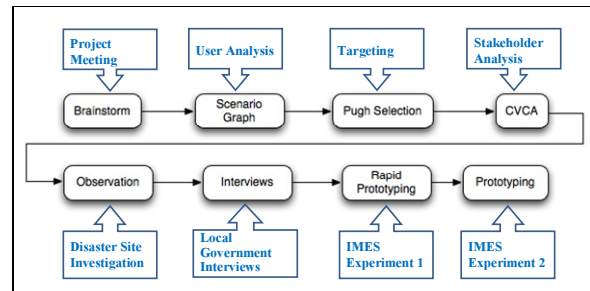 Project
Meeting
User Analysis
Targeting
Stakeholder
Analysis
Brainstorm
Scenario
Graph
Pugh Selection
CVCA
Observation
Interviews
Rapid
Prototyping
Prototyping
Disaster Site
Investigation
Local
Government
Interviews
IMES
Experiment 1
IMES
Experiment 2